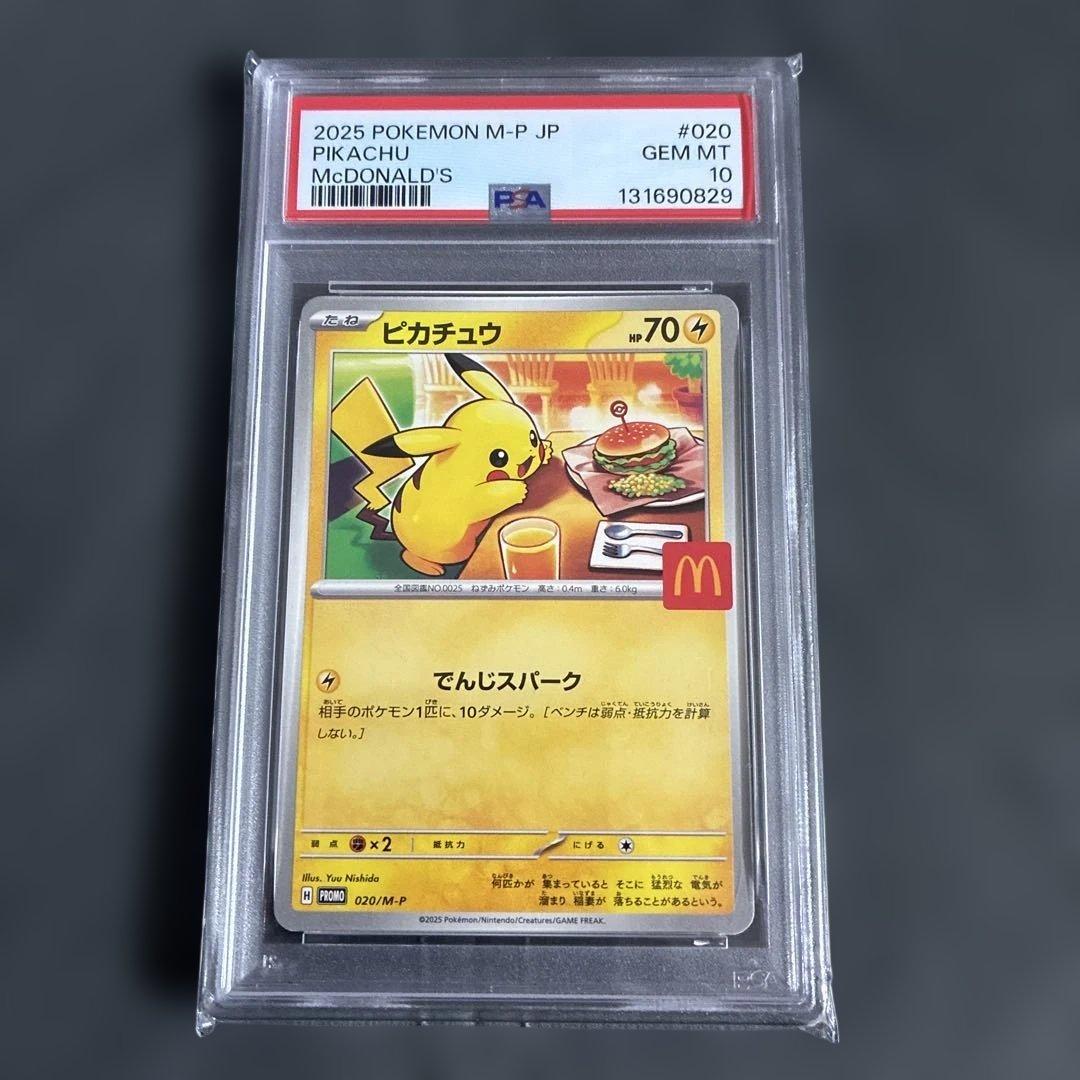 2025 POKEMON M-P JP #020
PIKACHU GEM MT
McDONALD'S 10
PSA 131690829
たね ピカチュウ HP70
全国図鑑NO.0025 ねずみポケモン 高さ:0.4m 重さ:6.0kg
でんじスパーク
相手のポケモン1匹に、10ダメージ。[ベンチは弱点・抵抗力を計算
しない。]
弱点 ×2 抵抗力 にげる
Illus. Yuu Nishida
何匹かが 集まっていると そこに 猛烈な 電気が
溜まり 稲妻が 落ちることがあるという。
H PROMO 020/M-P
©2025 Pokémon/Nintendo/Creatures/GAME FREAK.
PSA